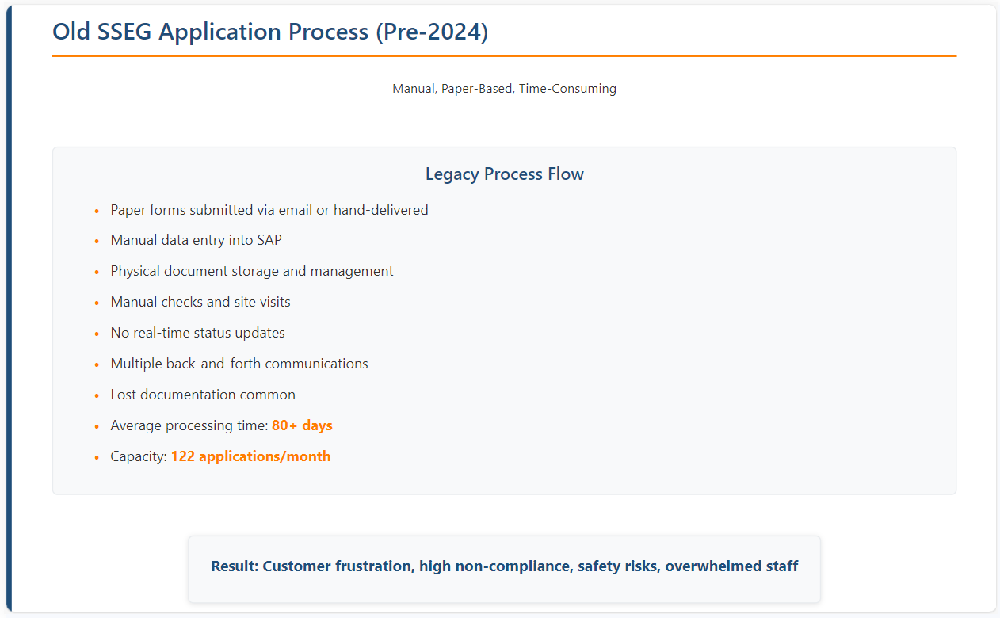 Old SSEG Application Process (Pre-2024)
Manual, Paper-Based, Time-Consuming
Legacy Process Flow
• Paper forms submitted via email or hand-delivered
• Manual data entry into SAP
• Physical document storage and management
• Manual checks and site visits
• No real-time status updates
• Multiple back-and-forth communications
• Lost documentation common
• Average processing time: 80+ days
• Capacity: 122 applications/month
Result: Customer frustration, high non-compliance, safety risks, overwhelmed staff